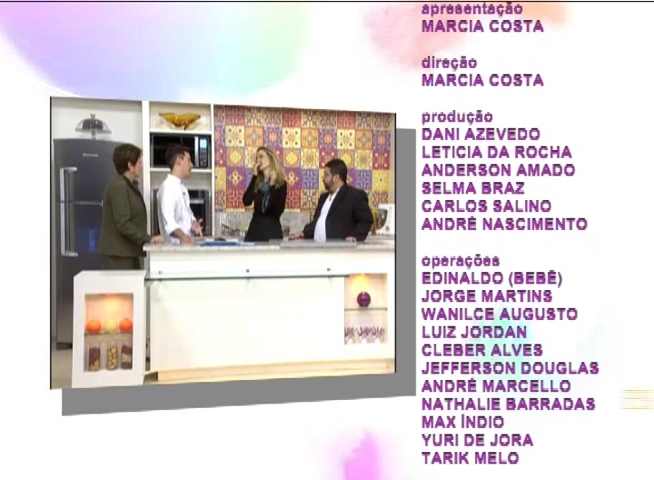 apresentação
MARCIA COSTA
direção
MARCIA COSTA
produção
DANI AZEVEDO
LETICIA DA ROCHA
ANDERSON AMADO
SELMA BRAZ
CARLOS SALINO
ANDRÉ NASCIMENTO
operações
EDINALDO (BEBÊ)
JORGE MARTINS
WANILCE AUGUSTO
LUIZ JORDAN
CLEBER ALVES
JEFFERSON DOUGLAS
ANDRÉ MARCELLO
NATHALIE BARRADAS
MAX ÍNDIO
YURI DE JORA
TARIK MELO